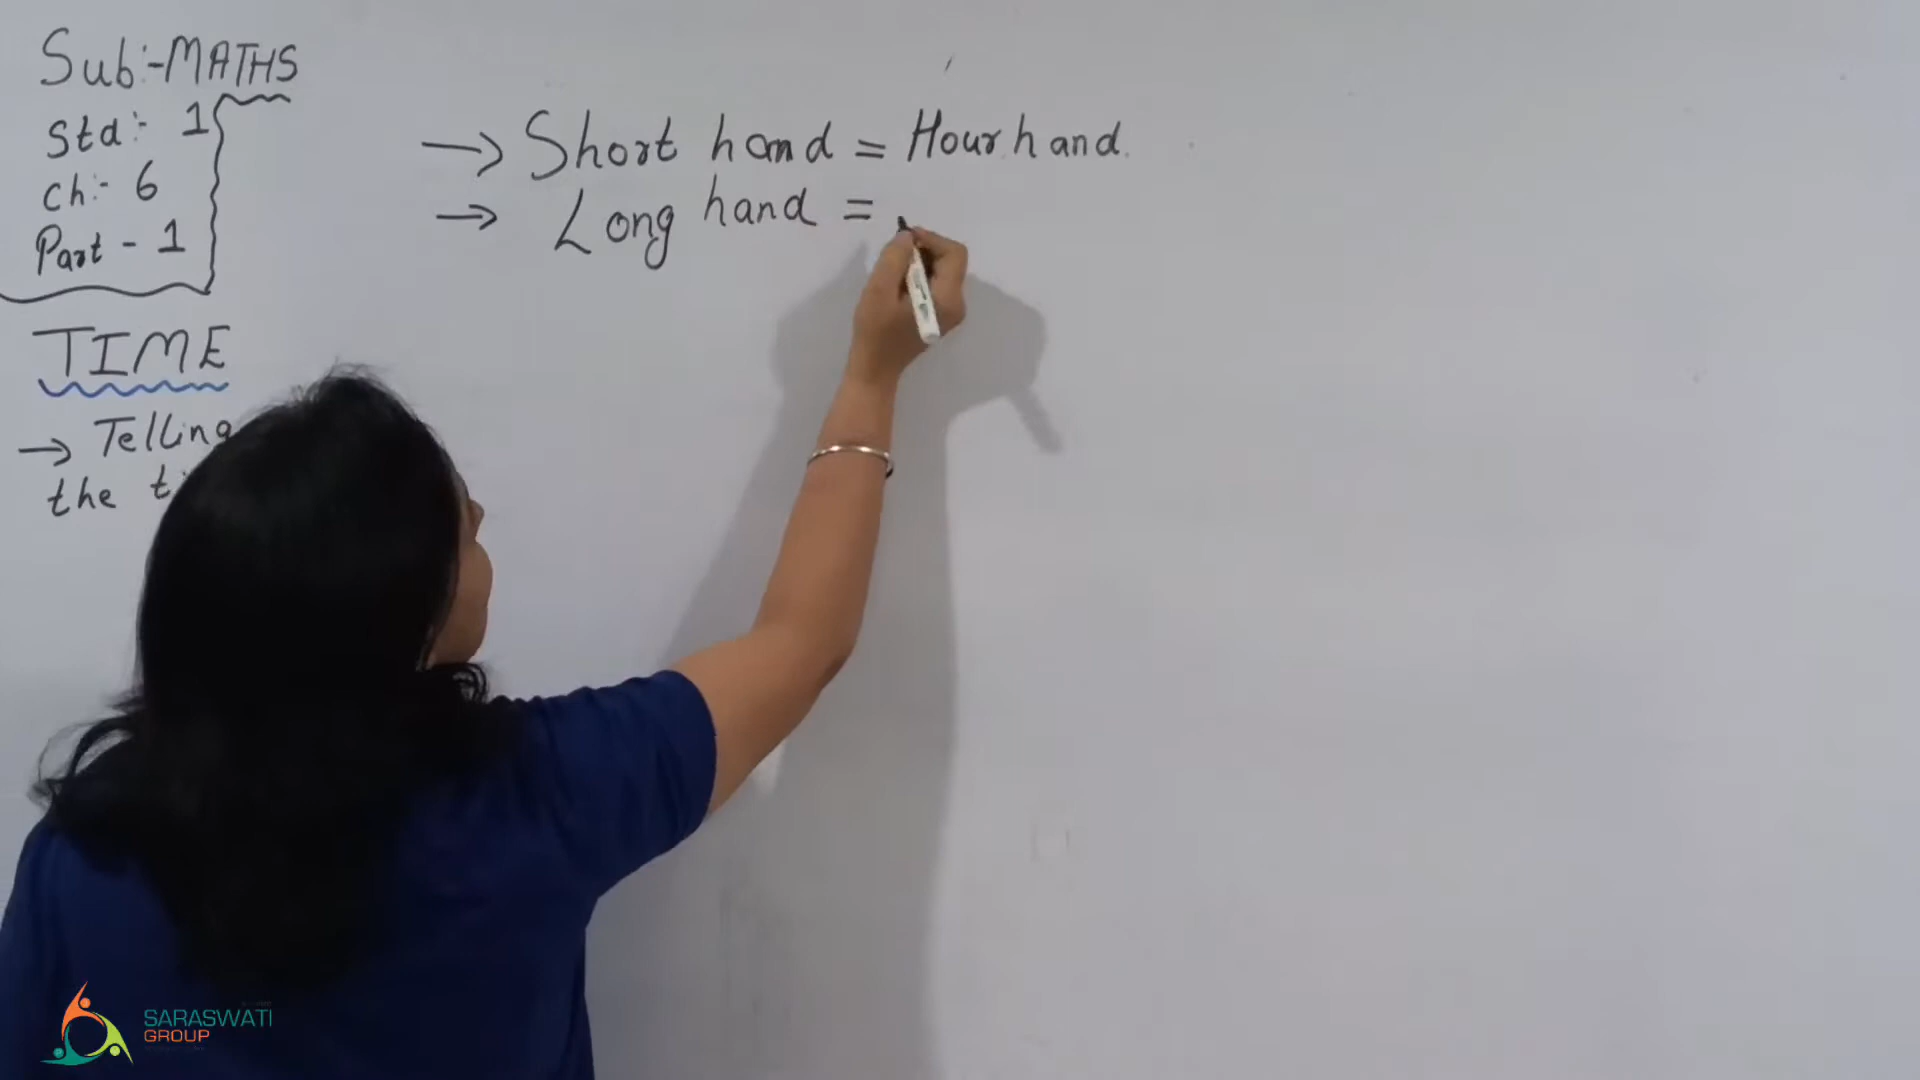 Sub:-MATHS
Std:- 1
Ch:- 6
Part - 1
TIME
→ Telling
the
→ Short hand = Hour hand.
→ Long hand =
SARASWATI
GROUP